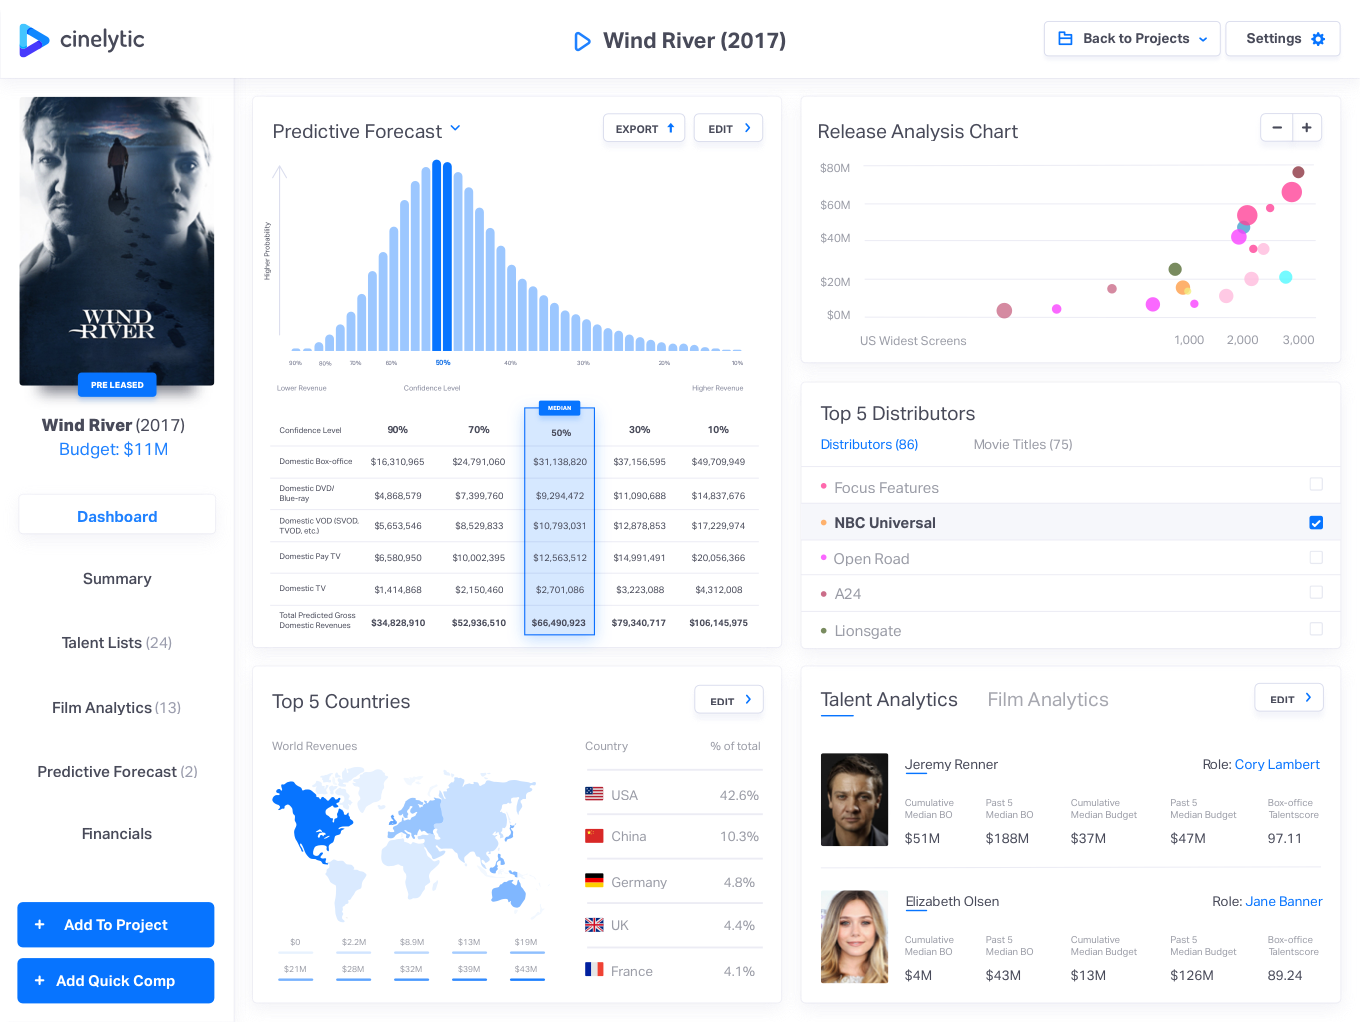 cinelytic
Wind River (2017)
Back to Projects
Settings
WIND
RIVER
PRE LEASED
Wind River (2017)
Budget: $11M
Dashboard
Summary
Talent Lists (24)
Film Analytics (13)
Predictive Forecast (2)
Financials
+ Add To Project
+ Add Quick Comp
Predictive Forecast
EXPORT
EDIT
Higher Probability
90% 80% 70% 60% 50% 40% 30% 20% 10%
Lower Revenue Confidence Level Higher Revenue
MEDIAN
Confidence Level 90% 70% 50% 30% 10%
Domestic Box-office $16,310,965 $24,791,060 $31,138,820 $37,156,595 $49,709,949
Domestic DVD/
Blue-ray $4,868,579 $7,399,760 $9,294,472 $11,090,688 $14,837,676
Domestic VOD (SVOD,
TVOD, etc.) $5,653,546 $8,529,833 $10,793,031 $12,878,853 $17,229,974
Domestic Pay TV $6,580,950 $10,002,395 $12,563,512 $14,991,491 $20,056,366
Domestic TV $1,414,868 $2,150,460 $2,701,086 $3,223,088 $4,312,008
Total Predicted Gross
Domestic Revenues $34,828,910 $52,936,510 $66,490,923 $79,340,717 $106,145,975
Release Analysis Chart
− +
$80M
$60M
$40M
$20M
$0M
US Widest Screens 1,000 2,000 3,000
Top 5 Distributors
Distributors (86) Movie Titles (75)
Focus Features
NBC Universal
Open Road
A24
Lionsgate
Top 5 Countries
EDIT
World Revenues
Country % of total
USA 42.6%
China 10.3%
Germany 4.8%
UK 4.4%
France 4.1%
$0 $2.2M $8.9M $13M $19M
$21M $28M $32M $39M $43M
Talent Analytics Film Analytics
EDIT
Jeremy Renner Role: Cory Lambert
Cumulative Past 5 Cumulative Past 5 Box-office
Median BO Median BO Median Budget Median Budget Talentscore
$51M $188M $37M $47M 97.11
Elizabeth Olsen Role: Jane Banner
Cumulative Past 5 Cumulative Past 5 Box-office
Median BO Median BO Median Budget Median Budget Talentscore
$4M $43M $13M $126M 89.24